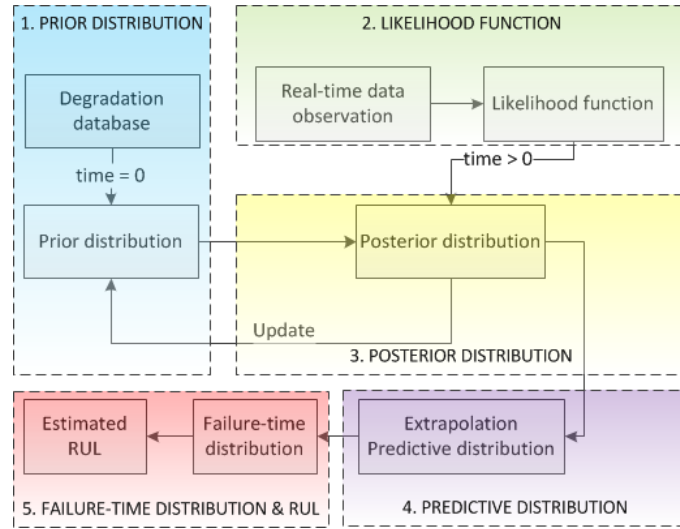 1. PRIOR DISTRIBUTION
Degradation
database
time = 0
Prior distribution
2. LIKELIHOOD FUNCTION
Real-time data
observation
Likelihood function
time > 0
Posterior distribution
Update
3. POSTERIOR DISTRIBUTION
Extrapolation
Predictive distribution
4. PREDICTIVE DISTRIBUTION
Failure-time
distribution
Estimated
RUL
5. FAILURE-TIME DISTRIBUTION & RUL